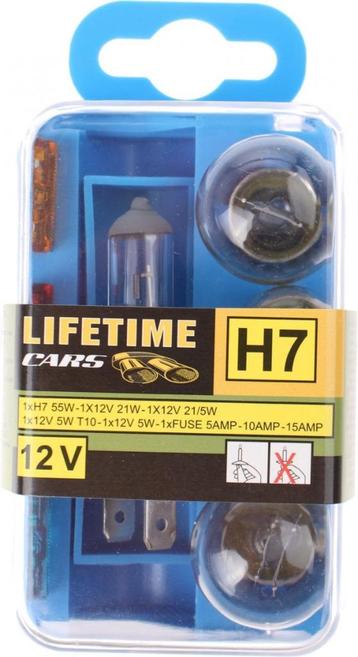 LIFETIME
CARS
H7
1xH7 55W-1X12V 21W-1X12V 21/5W
1x12V 5W T10-1x12V 5W-1xFUSE 5AMP-10AMP-15AMP
12 V